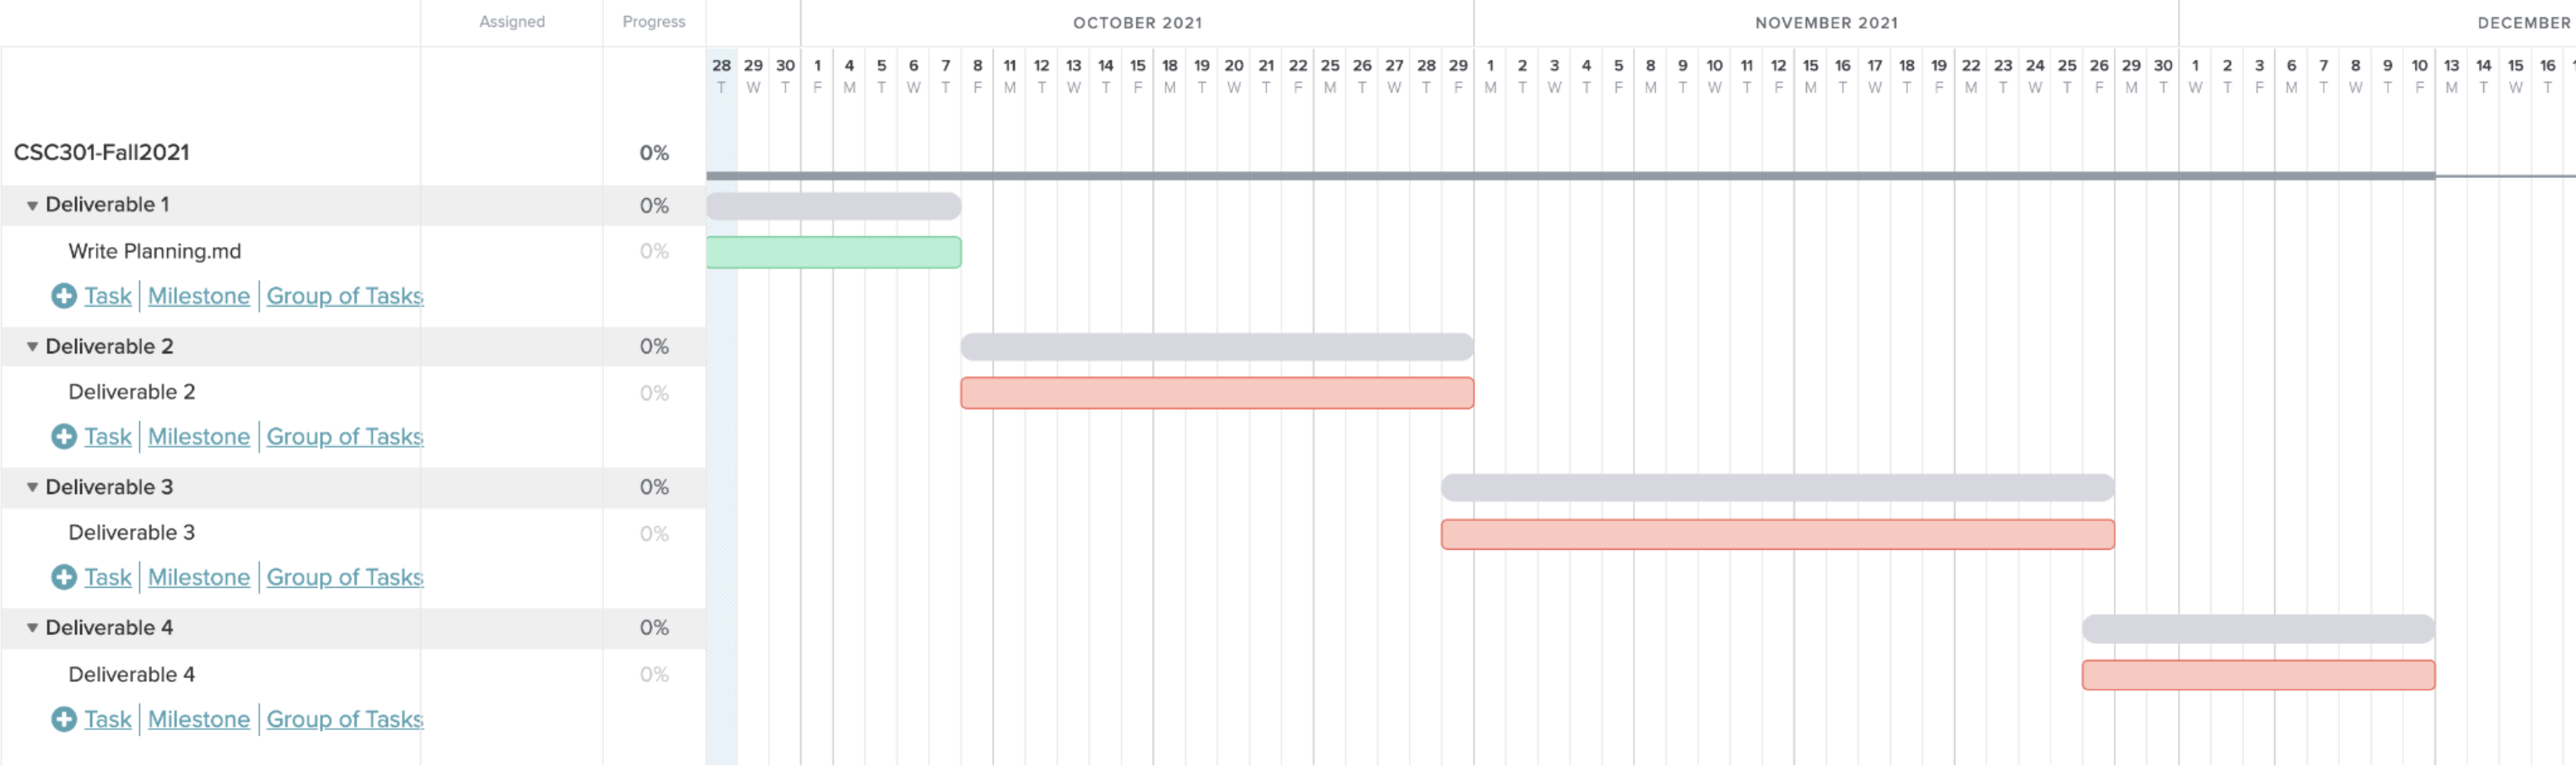 Assigned Progress OCTOBER 2021 NOVEMBER 2021 DECEMBER
28 29 30 1 4 5 6 7 8 11 12 13 14 15 18 19 20 21 22 25 26 27 28 29 1 2 3 4 5 8 9 10 11 12 15 16 17 18 19 22 23 24 25 26 29 30 1 2 3 6 7 8 9 10 13 14 15 16
T W T F M T W T F M T W T F M T W T F M T W T F M T W T F M T W T F M T W T F M T W T F M T W T F M T W T F M T W T
CSC301-Fall2021 0%
Deliverable 1 0%
Write Planning.md 0%
Task Milestone Group of Tasks
Deliverable 2 0%
Deliverable 2 0%
Task Milestone Group of Tasks
Deliverable 3 0%
Deliverable 3 0%
Task Milestone Group of Tasks
Deliverable 4 0%
Deliverable 4 0%
Task Milestone Group of Tasks